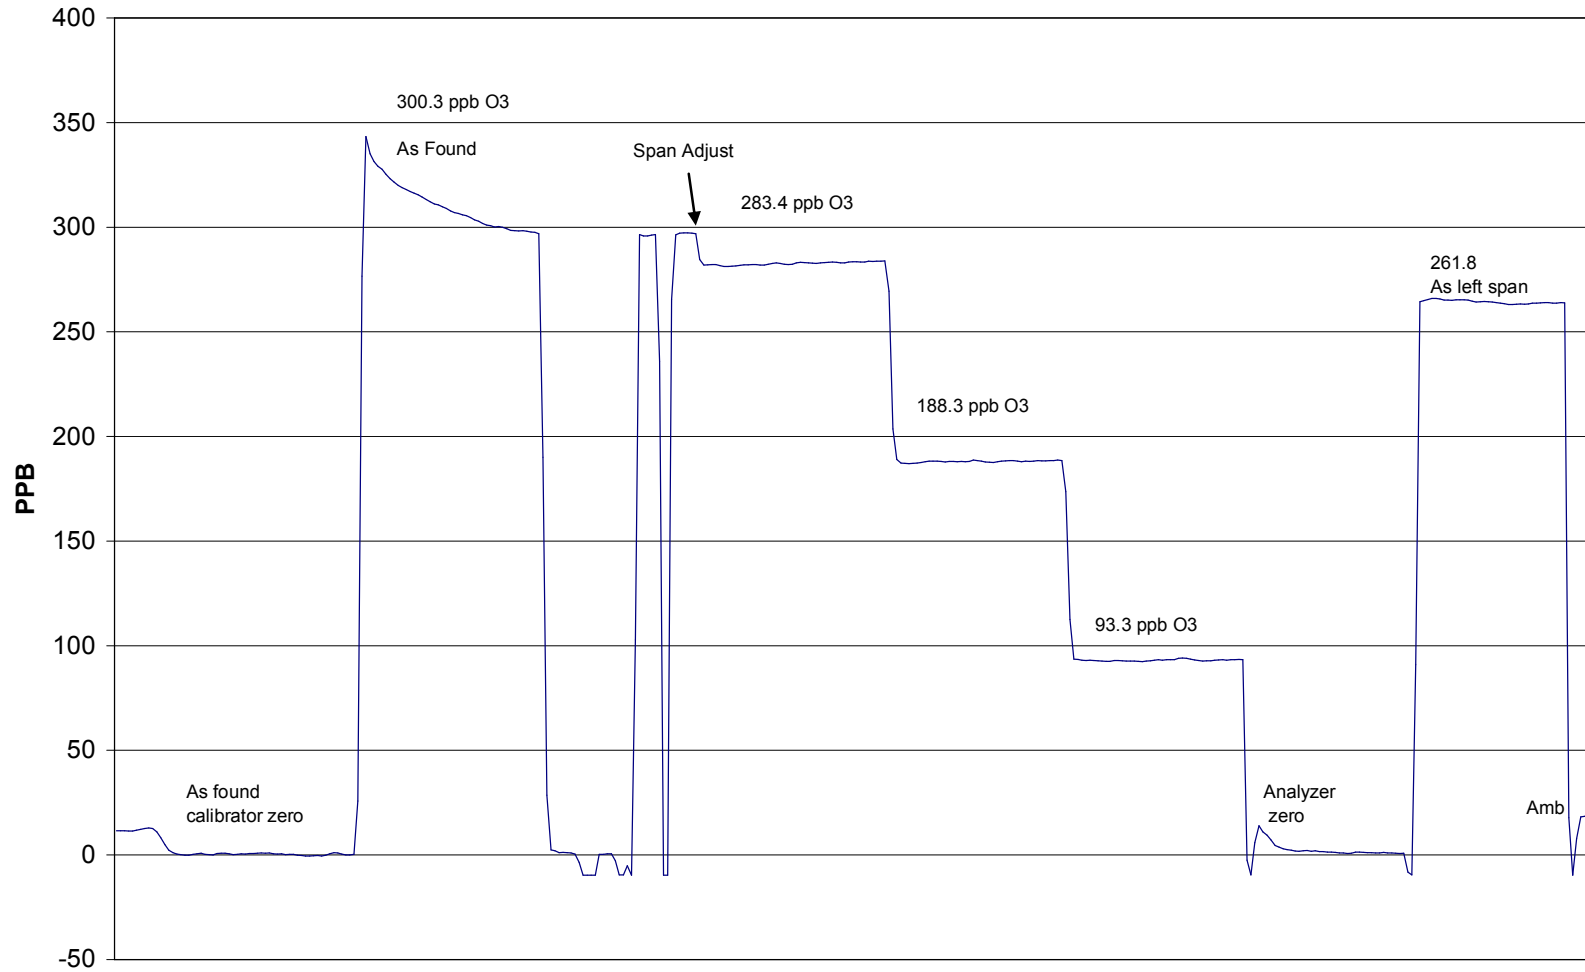 400
350
300
250
200
150
100
50
0
-50
PPB
300.3 ppb O3
As Found
Span Adjust
283.4 ppb O3
188.3 ppb O3
93.3 ppb O3
261.8
As left span
As found
calibrator zero
Analyzer
zero
Amb